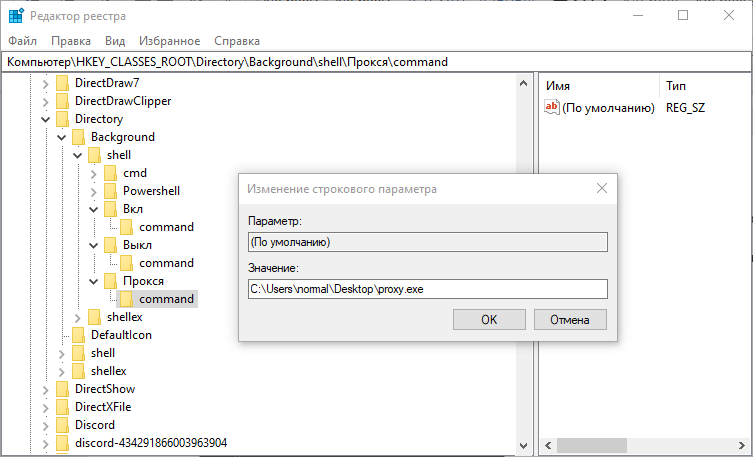 Редактор реестра
Файл Правка Вид Избранное Справка
Компьютер\HKEY_CLASSES_ROOT\Directory\Background\shell\Прокся\command
DirectDraw7
DirectDrawClipper
Directory
Background
shell
cmd
Powershell
Вкл
command
Выкл
command
Прокся
command
shellex
DefaultIcon
shell
shellex
DirectShow
DirectXFile
Discord
discord-434291866003963904
Имя Тип
ab (По умолчанию) REG_SZ
Изменение строкового параметра
Параметр:
(По умолчанию)
Значение:
C:\Users\normal\Desktop\proxy.exe
OK Отмена